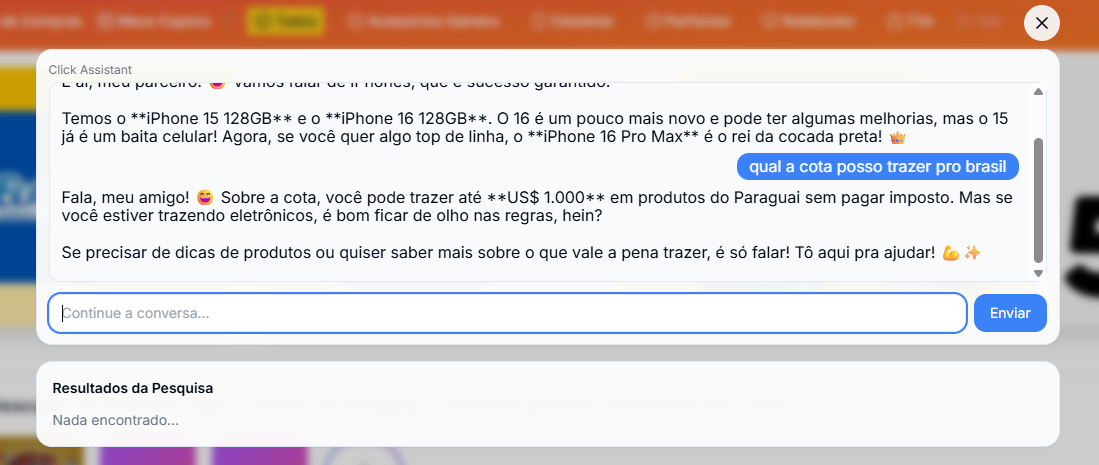 Todos
Acessórios Gamers
Celulares
Perfumes
Notebooks
Click Assistant
E aí, meu parceiro! 😄 Vamos falar de iPhones, que é sucesso garantido!
Temos o **iPhone 15 128GB** e o **iPhone 16 128GB**. O 16 é um pouco mais novo e pode ter algumas melhorias, mas o 15
já é um baita celular! Agora, se você quer algo top de linha, o **iPhone 16 Pro Max** é o rei da cocada preta! 👑
qual a cota posso trazer pro brasil
Fala, meu amigo! 😄 Sobre a cota, você pode trazer até **US$ 1.000** em produtos do Paraguai sem pagar imposto. Mas se
você estiver trazendo eletrônicos, é bom ficar de olho nas regras, hein?
Se precisar de dicas de produtos ou quiser saber mais sobre o que vale a pena trazer, é só falar! Tô aqui pra ajudar! 💪✨
Continue a conversa...
Enviar
Resultados da Pesquisa
Nada encontrado...